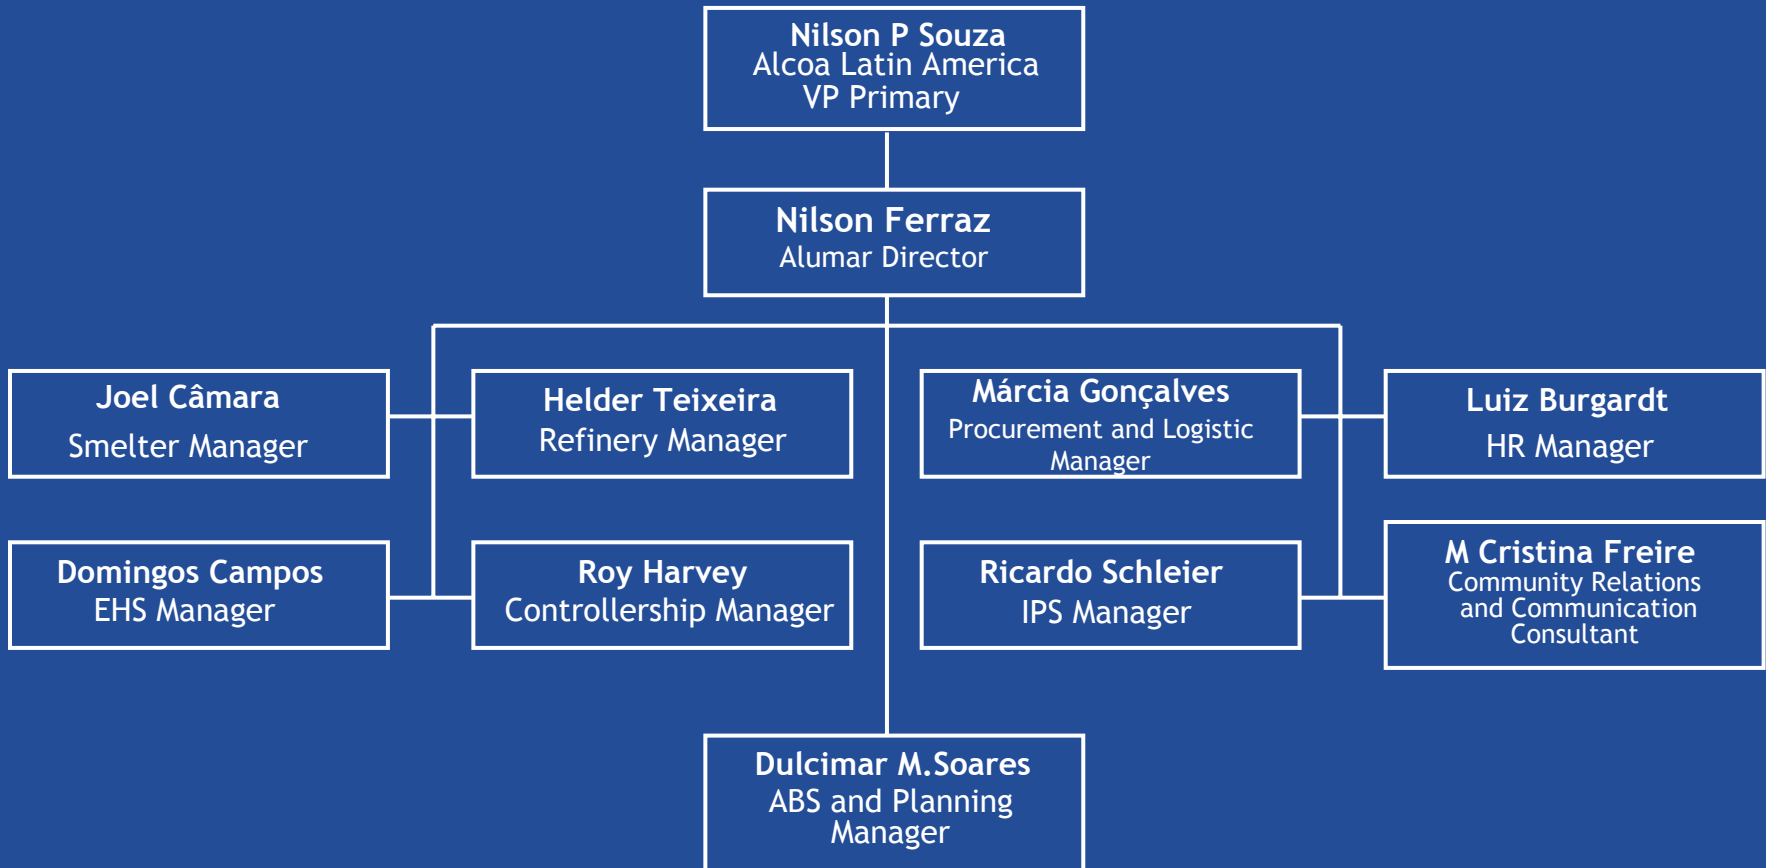 Nilson P Souza
Alcoa Latin America
VP Primary
Nilson Ferraz
Alumar Director
Joel Câmara
Smelter Manager
Helder Teixeira
Refinery Manager
Márcia Gonçalves
Procurement and Logistic
Manager
Luiz Burgardt
HR Manager
Domingos Campos
EHS Manager
Roy Harvey
Controllership Manager
Ricardo Schleier
IPS Manager
M Cristina Freire
Community Relations
and Communication
Consultant
Dulcimar M.Soares
ABS and Planning
Manager